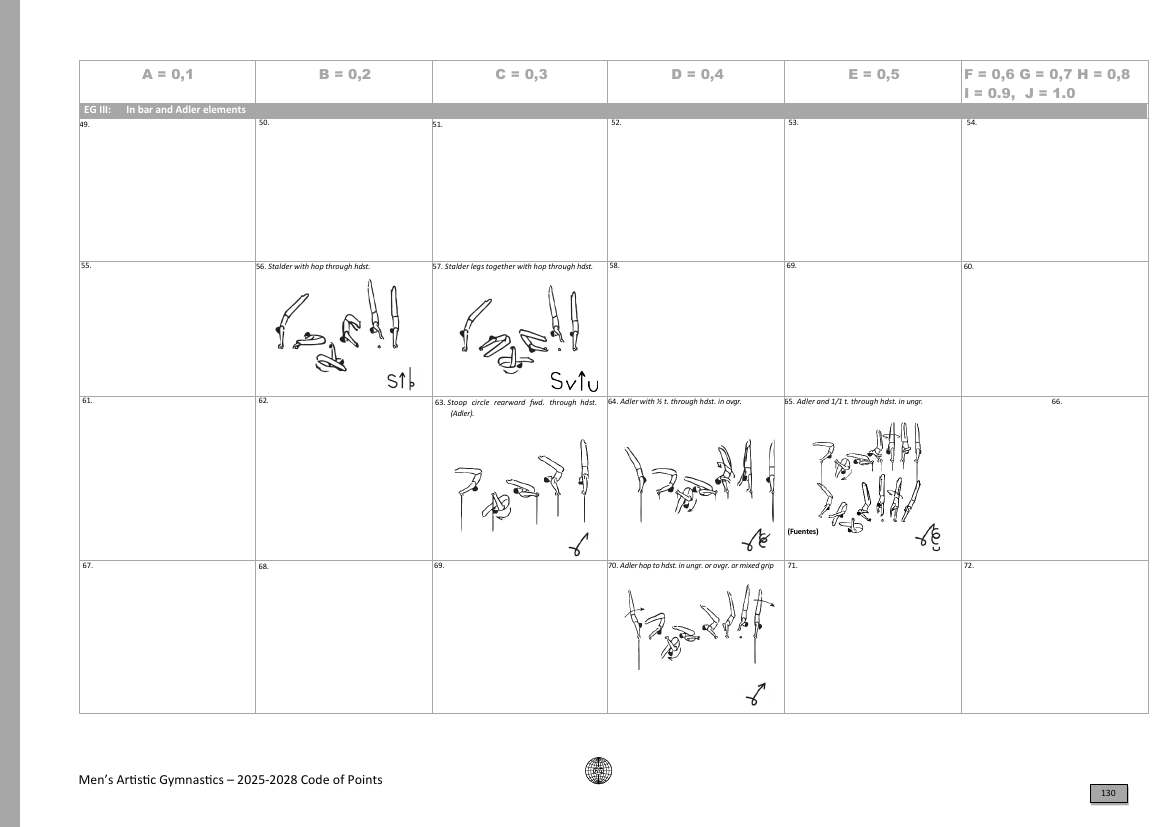 A = 0,1
B = 0,2
C = 0,3
D = 0,4
E = 0,5
F = 0,6 G = 0,7 H = 0,8
I = 0.9, J = 1.0
EG III: In bar and Adler elements
49.
50.
51.
52.
53.
54.
55.
56. Stalder with hop through hdst.
57. Stalder legs together with hop through hdst.
58.
69.
60.
61.
62.
63. Stoop circle rearward fwd. through hdst.
(Adler).
64. Adler with ½ t. through hdst. in ovgr.
65. Adler and 1/1 t. through hdst. in ungr.
(Fuentes)
66.
67.
68.
69.
70. Adler hop to hdst. in ungr. or ovgr. or mixed grip
71.
72.
Men's Artistic Gymnastics – 2025-2028 Code of Points
130